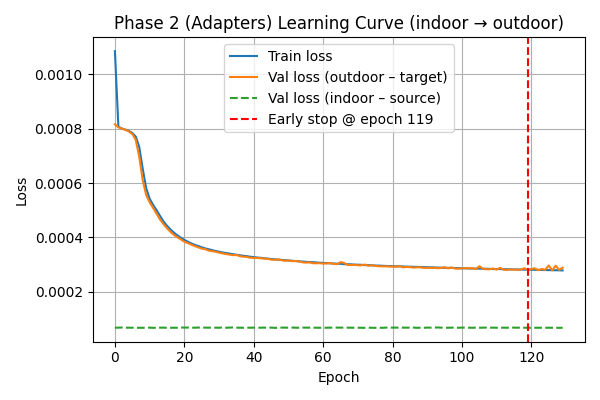 Phase 2 (Adapters) Learning Curve (indoor → outdoor)
Train loss
Val loss (outdoor – target)
Val loss (indoor – source)
Early stop @ epoch 119
Loss
0.0010
0.0008
0.0006
0.0004
0.0002
0 20 40 60 80 100 120
Epoch